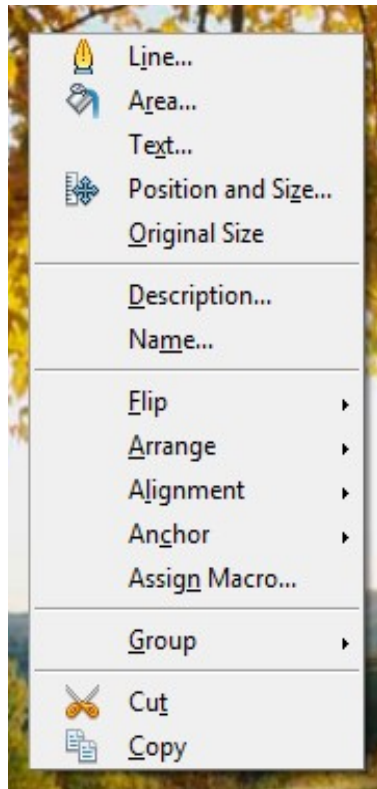 Line...
Area...
Text...
Position and Size...
Original Size
Description...
Name...
Flip
Arrange
Alignment
Anchor
Assign Macro...
Group
Cut
Copy